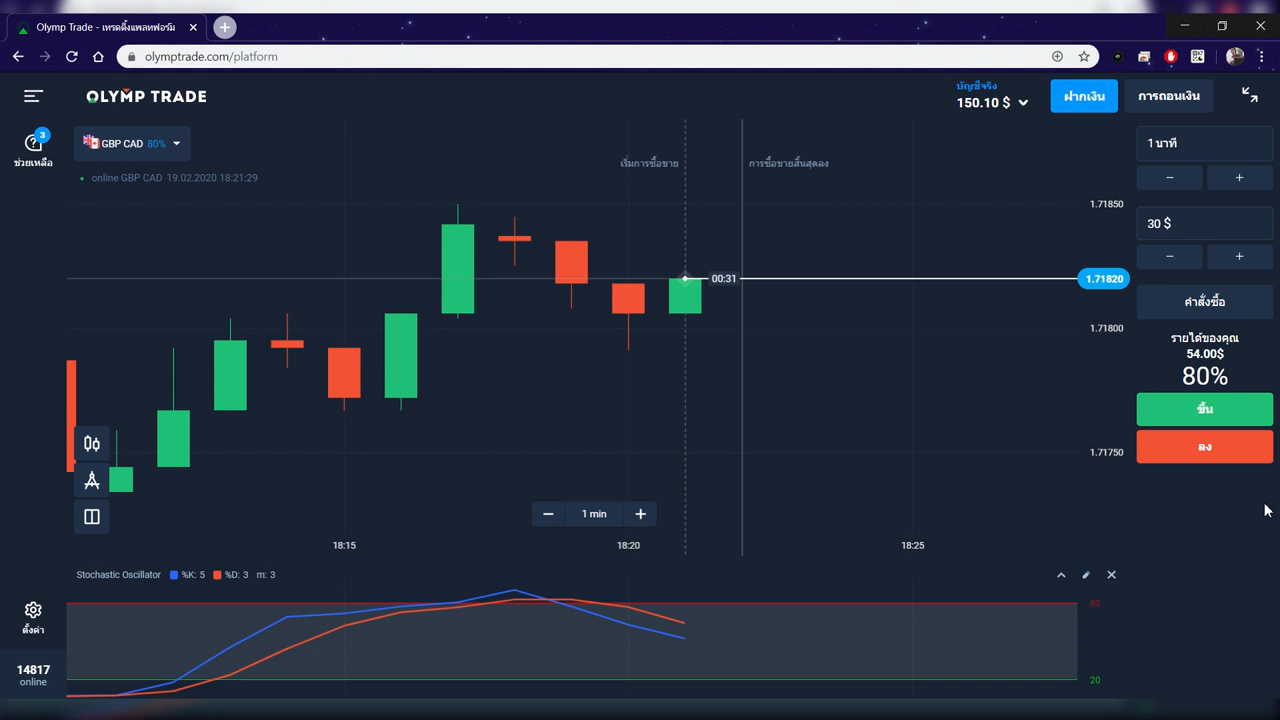 Olymp Trade - เทรดดิ้งแพลทฟอร์ม
olymptrade.com/platform
OLYMP TRADE
บัญชีจริง
150.10 $
ฝากเงิน
การถอนเงิน
3
ช่วยเหลือ
GBP CAD 80%
online GBP CAD 19.02.2020 18:21:29
เริ่มการซื้อขาย
การซื้อขายสิ้นสุดลง
1 นาที
30 $
คำสั่งซื้อ
รายได้ของคุณ
54.00$
80%
ขึ้น
ลง
1.71850
1.71820
1.71800
1.71750
00:31
1 min
18:15
18:20
18:25
Stochastic Oscillator %K: 5 %D: 3 m: 3
80
20
ตั้งค่า
14817
online